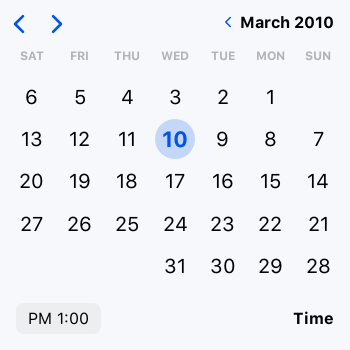 March 2010
SAT FRI THU WED TUE MON SUN
6 5 4 3 2 1
13 12 11 10 9 8 7
20 19 18 17 16 15 14
27 26 25 24 23 22 21
31 30 29 28
PM 1:00 Time